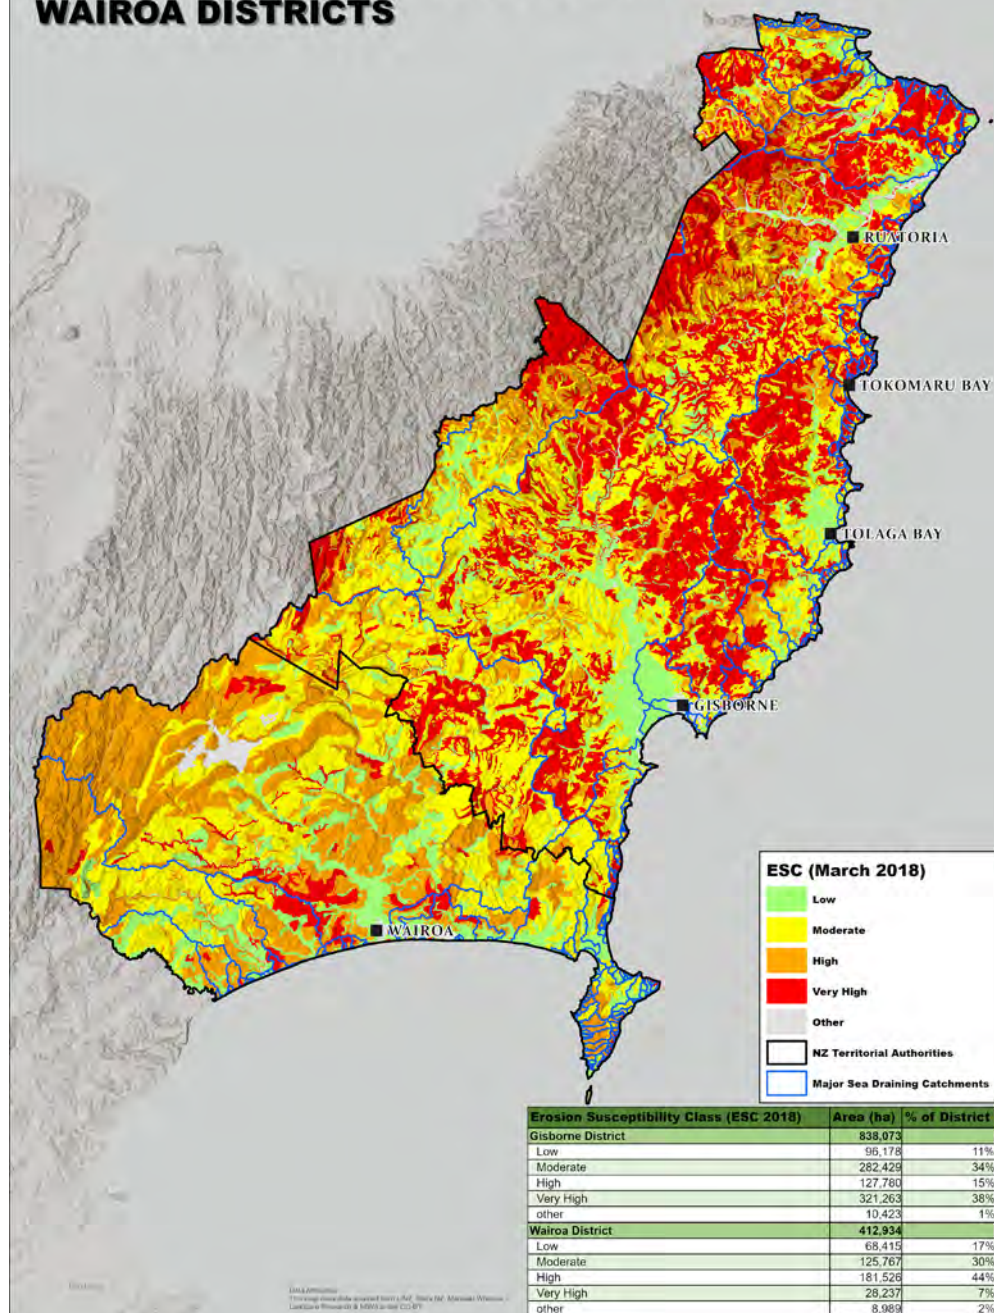 WAIROA DISTRICTS
RUATORIA
TOKOMARU BAY
TOLAGA BAY
GISBORNE
WAIROA
ESC (March 2018)
Low
Moderate
High
Very High
Other
NZ Territorial Authorities
Major Sea Draining Catchments
Erosion Susceptibility Class (ESC 2018) Area (ha) % of District
Gisborne District 838,073
Low 96,178 11%
Moderate 282,429 34%
High 127,780 15%
Very High 321,263 38%
other 10,423 1%
Wairoa District 412,934
Low 68,415 17%
Moderate 125,767 30%
High 181,526 44%
Very High 28,237 7%
other 8,989 2%